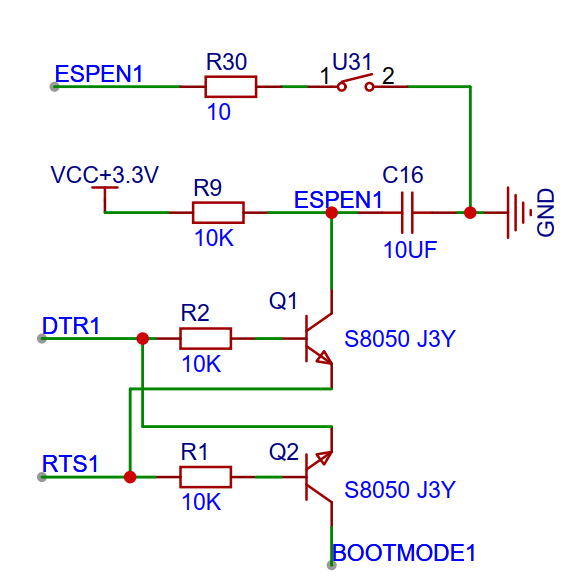 R30
U31
ESPEN1
1
2
10
VCC+3.3V
R9
C16
ESPEN1
GND
10K
10UF
Q1
R2
DTR1
S8050 J3Y
10K
R1
Q2
RTS1
S8050 J3Y
10K
BOOTMODE1